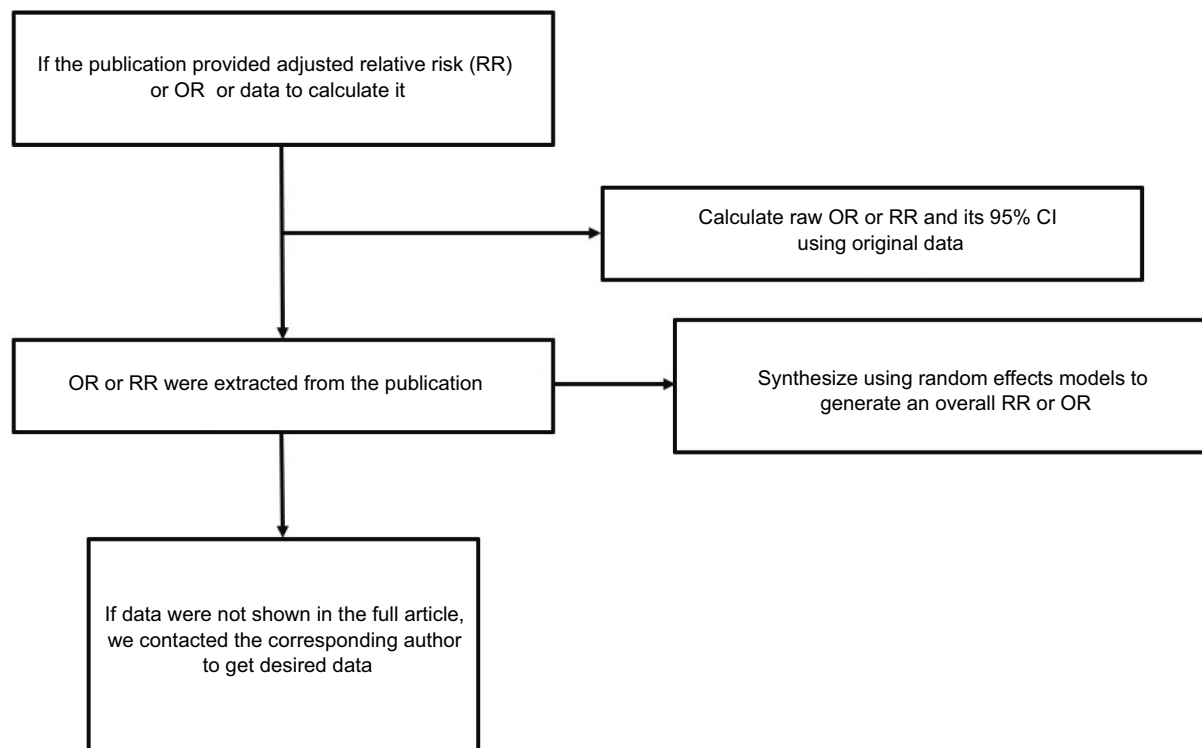 If the publication provided adjusted relative risk (RR)
or OR or data to calculate it
Calculate raw OR or RR and its 95% CI
using original data
OR or RR were extracted from the publication
Synthesize using random effects models to
generate an overall RR or OR
If data were not shown in the full article,
we contacted the corresponding author
to get desired data